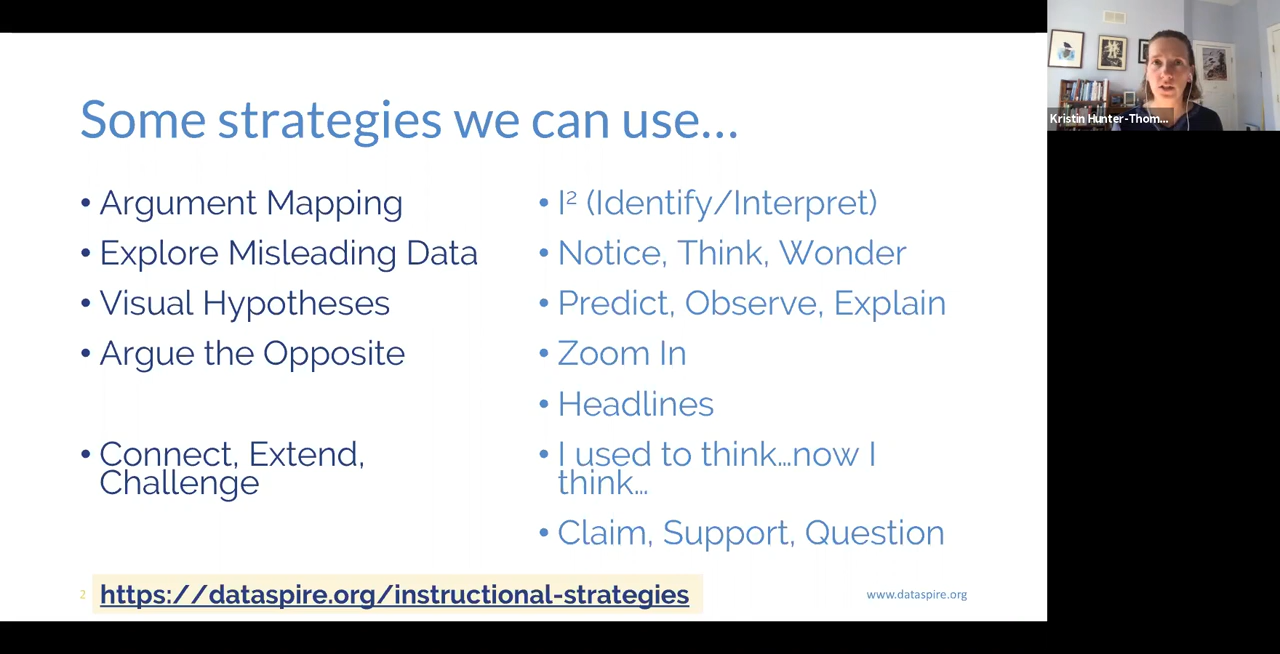 Some strategies we can use...
• Argument Mapping
• Explore Misleading Data
• Visual Hypotheses
• Argue the Opposite
• Connect, Extend,
Challenge
• I² (Identify/Interpret)
• Notice, Think, Wonder
• Predict, Observe, Explain
• Zoom In
• Headlines
• I used to think...now I
think...
• Claim, Support, Question
2
https://dataspire.org/instructional-strategies
www.dataspire.org
Kristin Hunter-Thom...